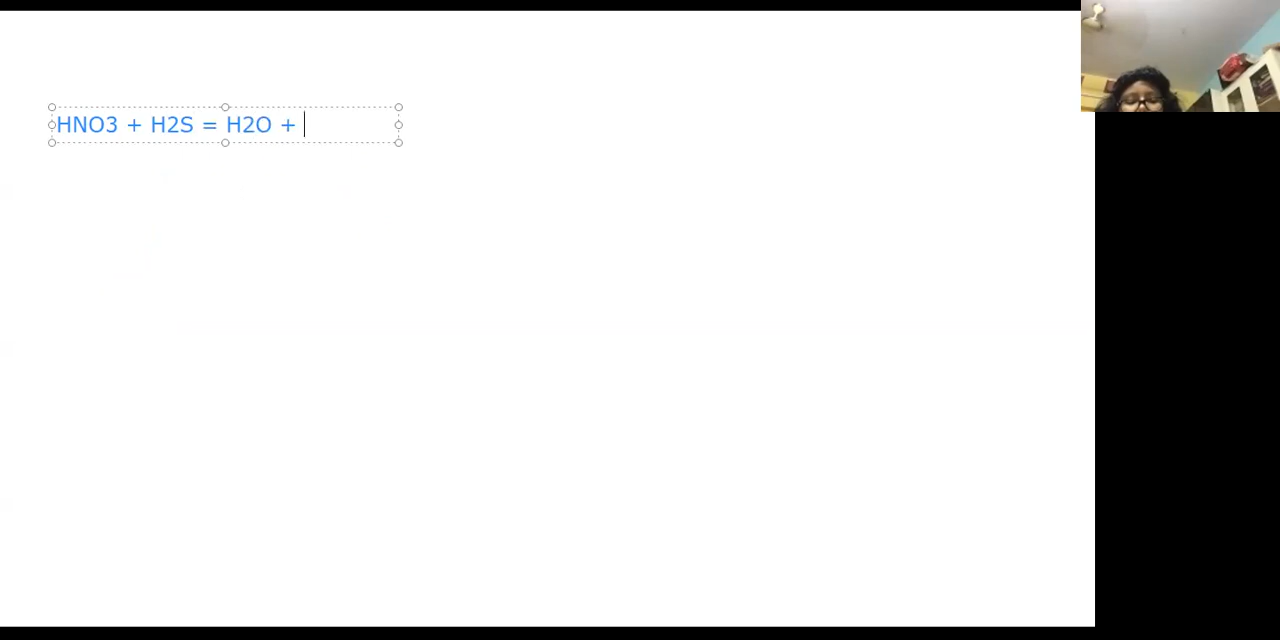 HNO3 + H2S = H2O +